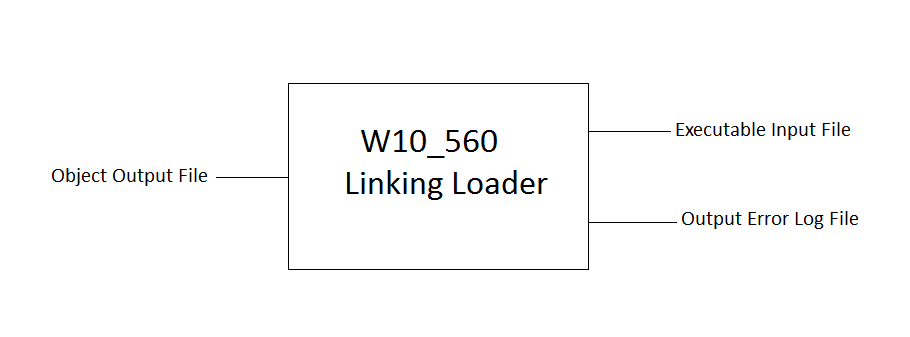 W10_560
Linking Loader
Object Output File
Executable Input File
Output Error Log File